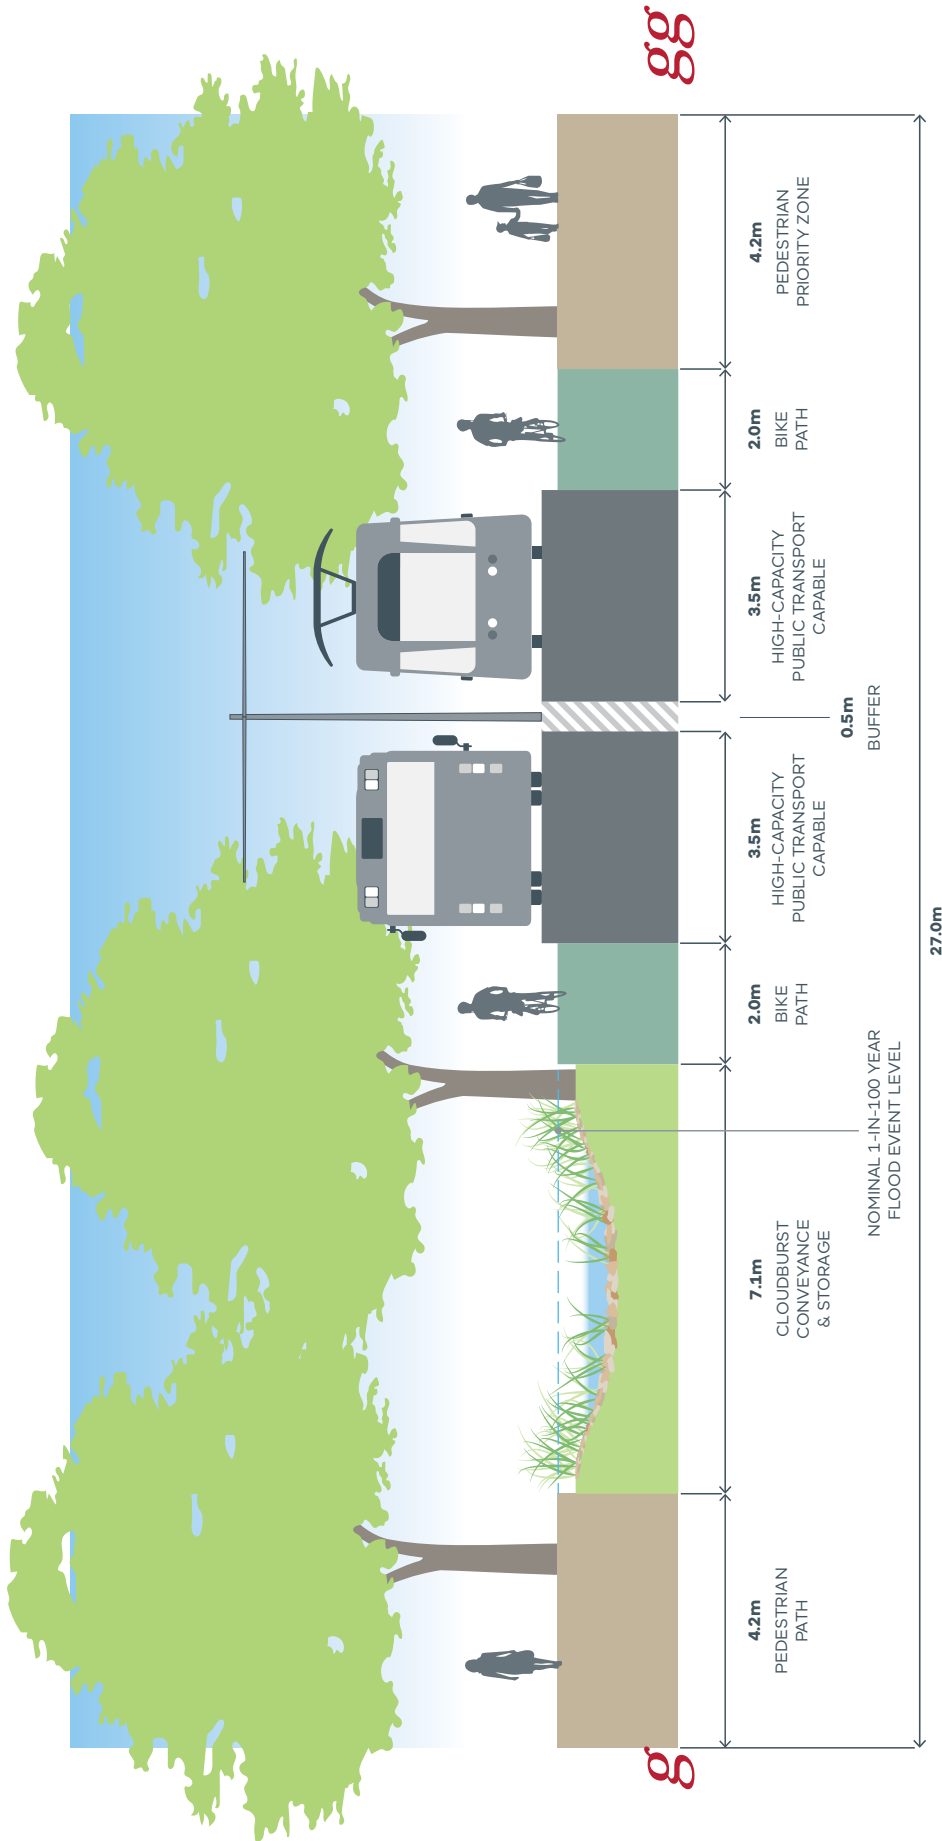 g
gg
4.2m
PEDESTRIAN
PATH
7.1m
CLOUDBURST
CONVEYANCE
& STORAGE
NOMINAL 1-IN-100 YEAR
FLOOD EVENT LEVEL
2.0m
BIKE
PATH
3.5m
HIGH-CAPACITY
PUBLIC TRANSPORT
CAPABLE
0.5m
BUFFER
3.5m
HIGH-CAPACITY
PUBLIC TRANSPORT
CAPABLE
2.0m
BIKE
PATH
4.2m
PEDESTRIAN
PRIORITY ZONE
27.0m